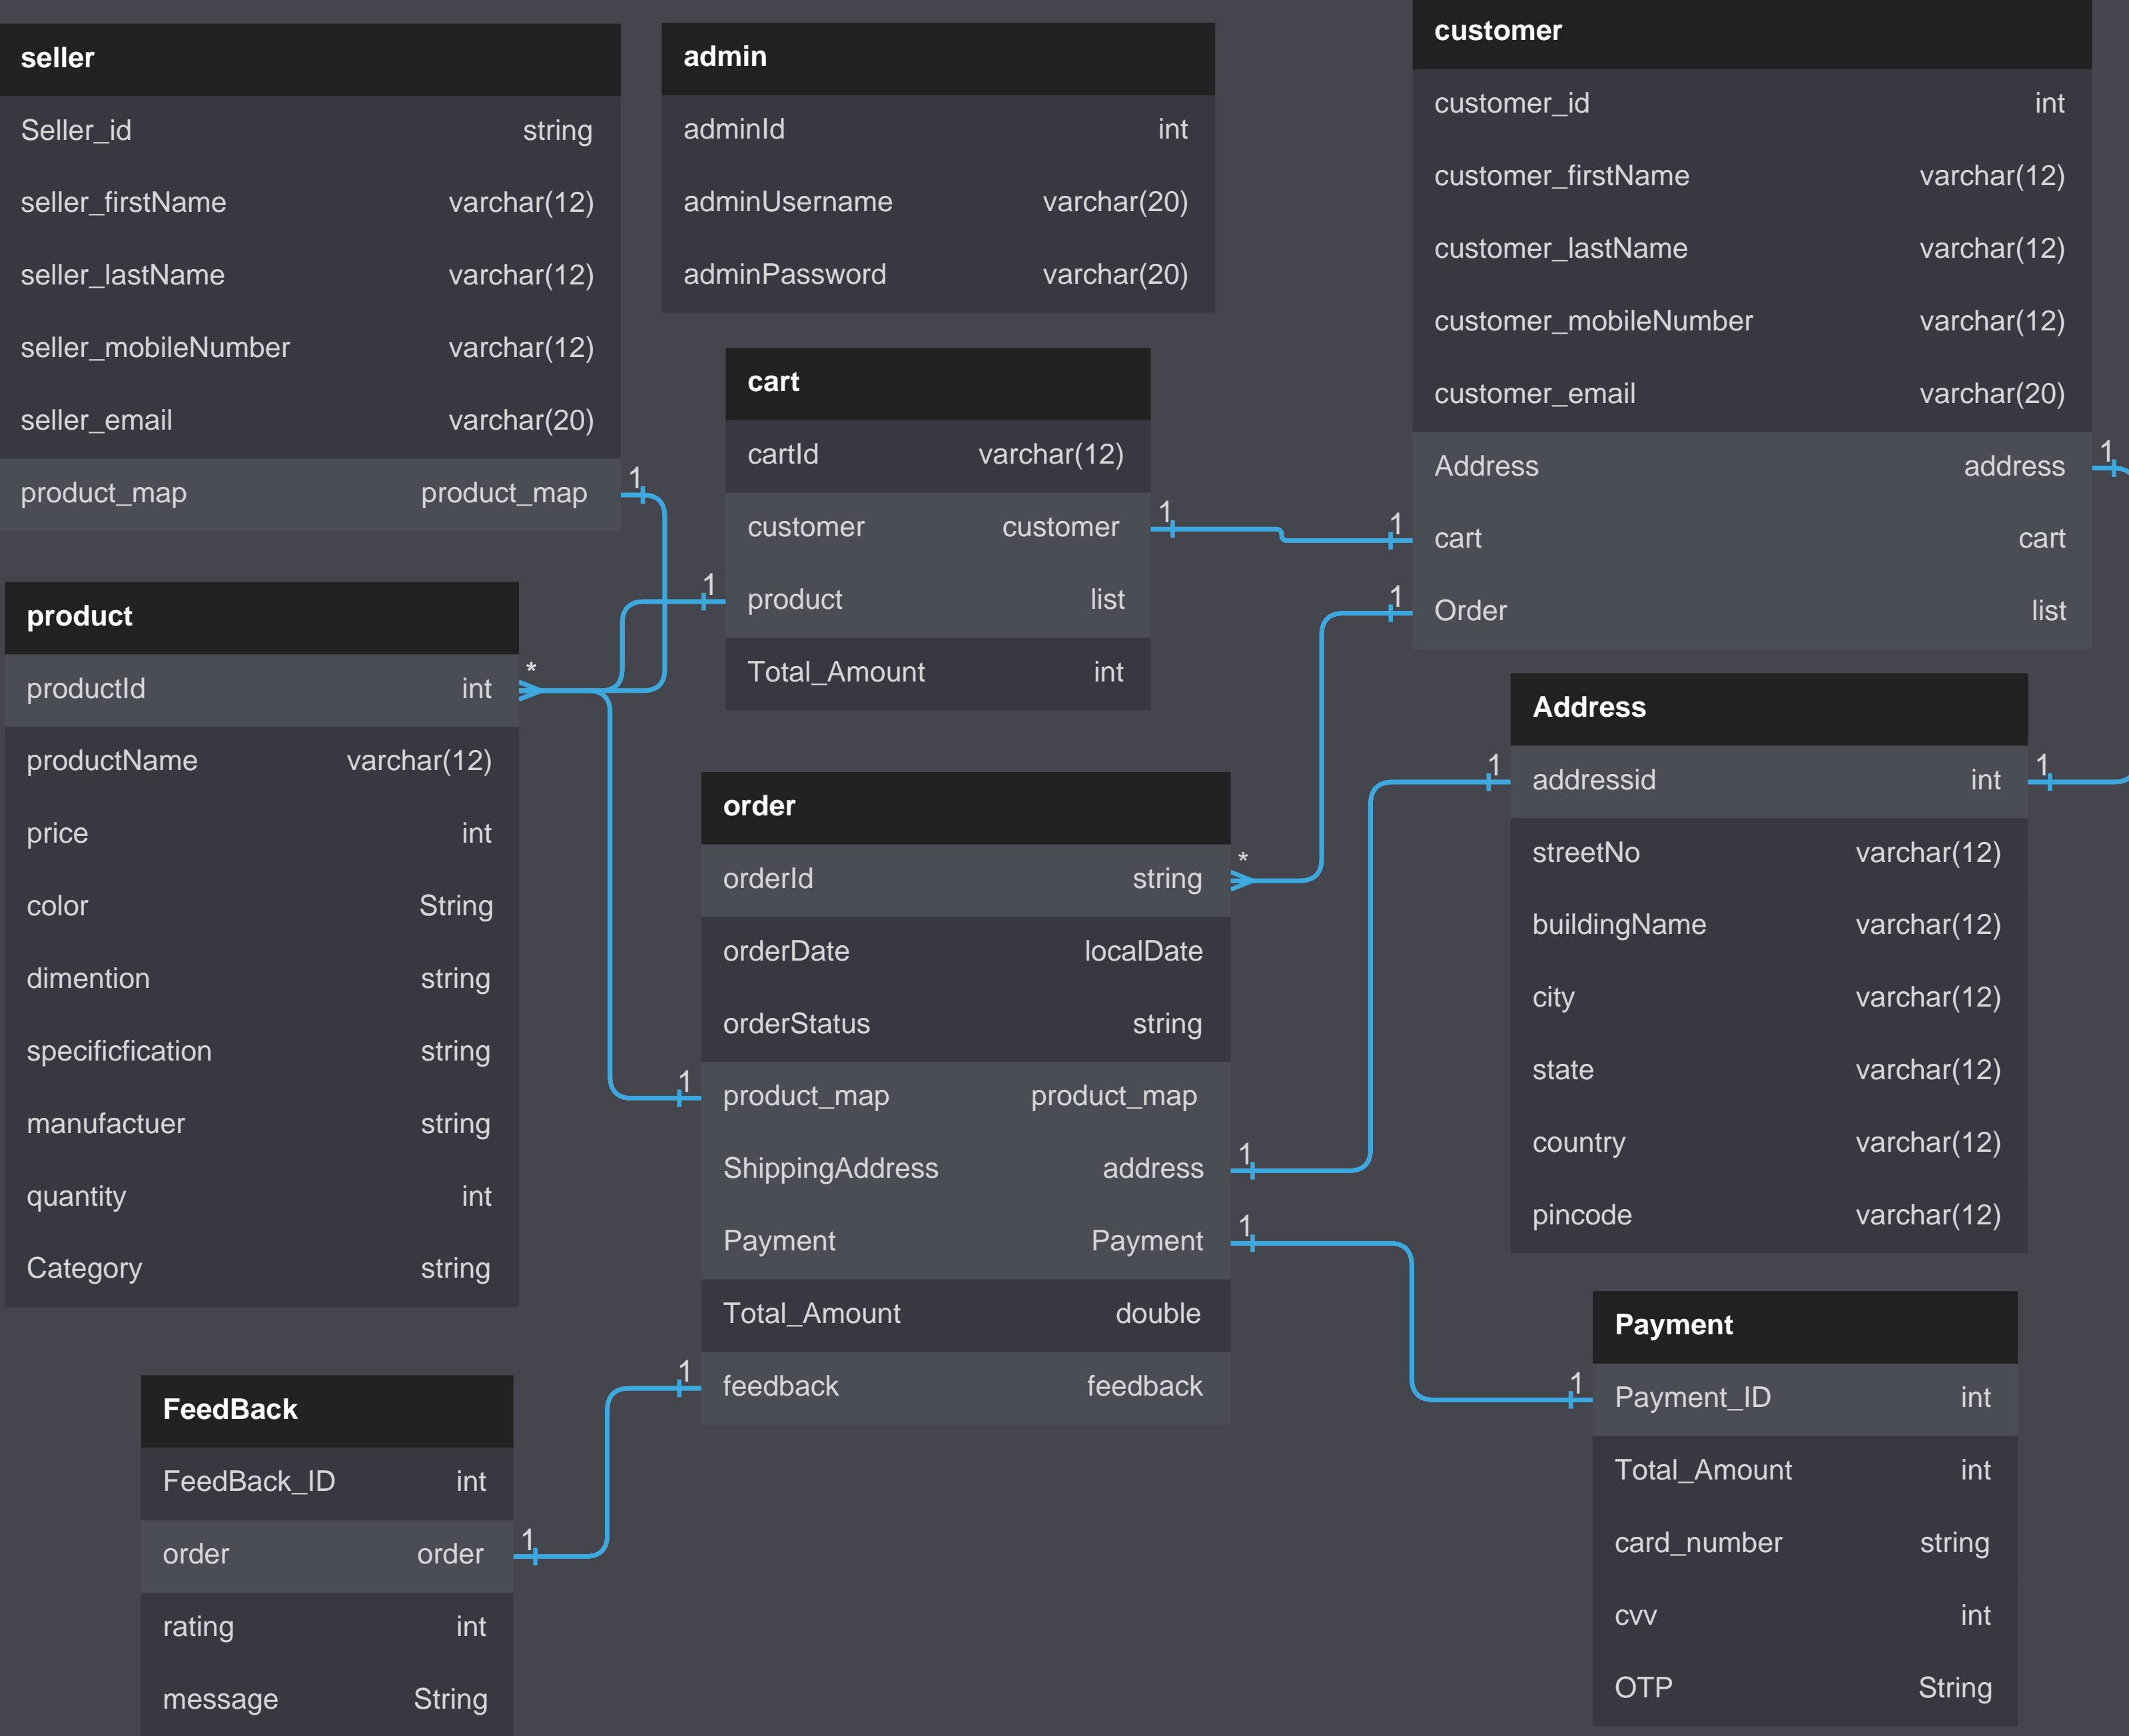 seller
Seller_id string
seller_firstName varchar(12)
seller_lastName varchar(12)
seller_mobileNumber varchar(12)
seller_email varchar(20)
product_map product_map
1
admin
adminId int
adminUsername varchar(20)
adminPassword varchar(20)
customer
customer_id int
customer_firstName varchar(12)
customer_lastName varchar(12)
customer_mobileNumber varchar(12)
customer_email varchar(20)
Address address
1
1
cart cart
1
Order list
cart
cartId varchar(12)
customer customer
1
1
product list
Total_Amount int
product
productId int
*
productName varchar(12)
price int
color String
dimention string
specificfication string
manufactuer string
quantity int
Category string
order
orderId string
*
orderDate localDate
orderStatus string
1
product_map product_map
ShippingAddress address
1
Payment Payment
1
Total_Amount double
1
feedback feedback
Address
1
addressid int
1
streetNo varchar(12)
buildingName varchar(12)
city varchar(12)
state varchar(12)
country varchar(12)
pincode varchar(12)
FeedBack
FeedBack_ID int
order order
1
rating int
message String
Payment
1
Payment_ID int
Total_Amount int
card_number string
cvv int
OTP String